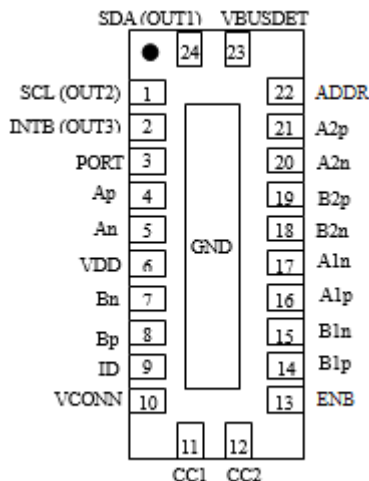 SDA (OUT1) VBUSDET
24 23
SCL (OUT2) 1 22 ADDR
INTB (OUT3) 2 21 A2p
PORT 3 20 A2n
Ap 4 19 B2p
An 5 18 B2n
GND
VDD 6 17 A1n
Bn 7 16 A1p
Bp 8 15 B1n
ID 9 14 B1p
VCONN 10 13 ENB
11 12
CC1 CC2